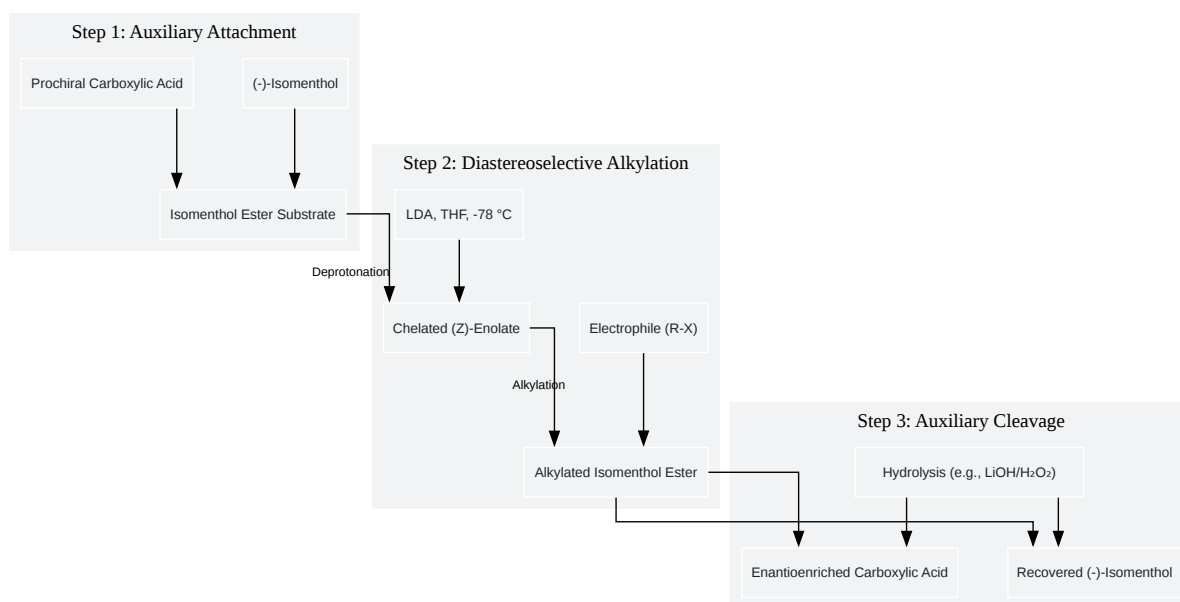 Step 1: Auxiliary Attachment
Prochiral Carboxylic Acid
(-)-Isomenthol
Isomenthol Ester Substrate
Step 2: Diastereoselective Alkylation
LDA, THF, -78 °C
Deprotonation
Chelated (Z)-Enolate
Electrophile (R-X)
Alkylation
Alkylated Isomenthol Ester
Step 3: Auxiliary Cleavage
Hydrolysis (e.g., LiOH/H₂O₂)
Enantioenriched Carboxylic Acid
Recovered (-)-Isomenthol